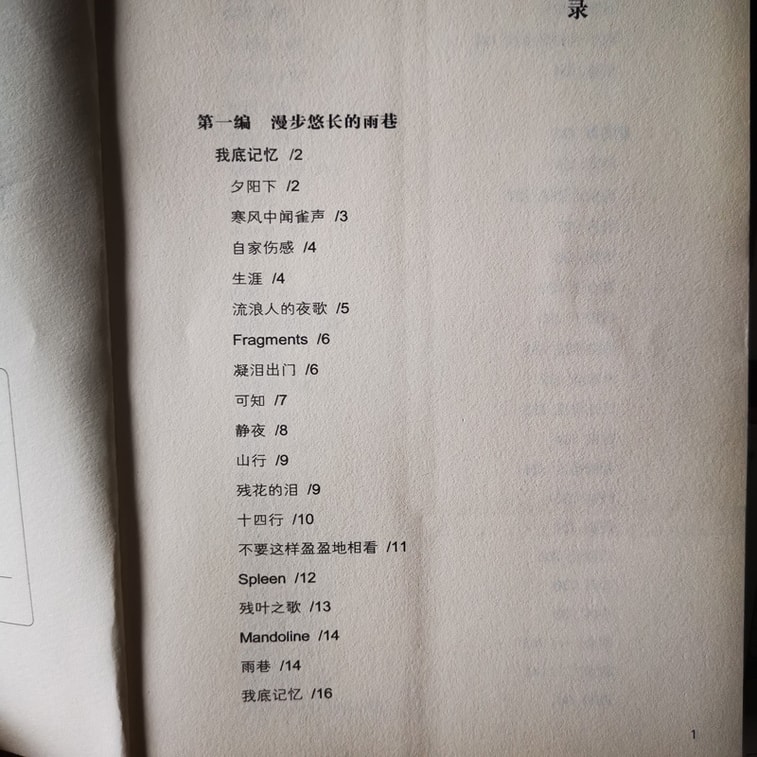 录
第一编 漫步悠长的雨巷
我底记忆 /2
夕阳下 /2
寒风中闻雀声 /3
自家伤感 /4
生涯 /4
流浪人的夜歌 /5
Fragments /6
凝泪出门 /6
可知 /7
静夜 /8
山行 /9
残花的泪 /9
十四行 /10
不要这样盈盈地相看 /11
Spleen /12
残叶之歌 /13
Mandoline /14
雨巷 /14
我底记忆 /16
1